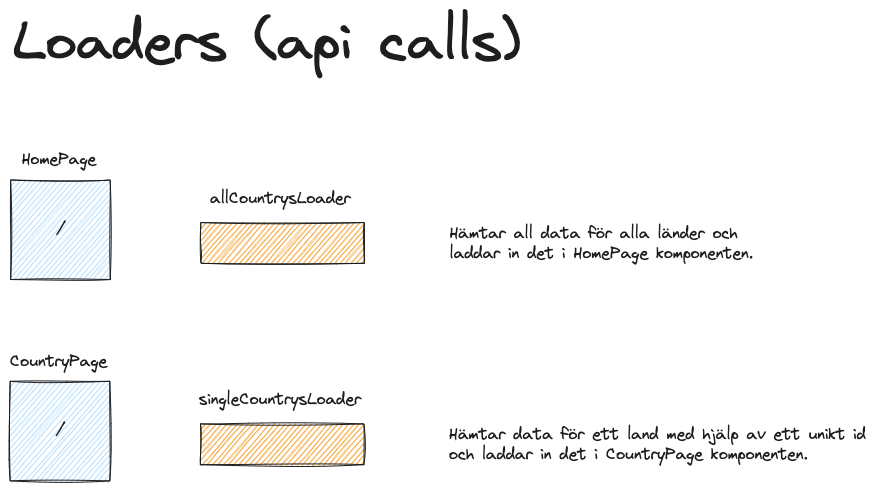 Loaders (api calls)
HomePage
/
allCountrysLoader
Hämtar all data för alla länder och
laddar in det i HomePage komponenten.
CountryPage
/
singleCountrysLoader
Hämtar data för ett land med hjälp av ett unikt id
och laddar in det i CountryPage komponenten.